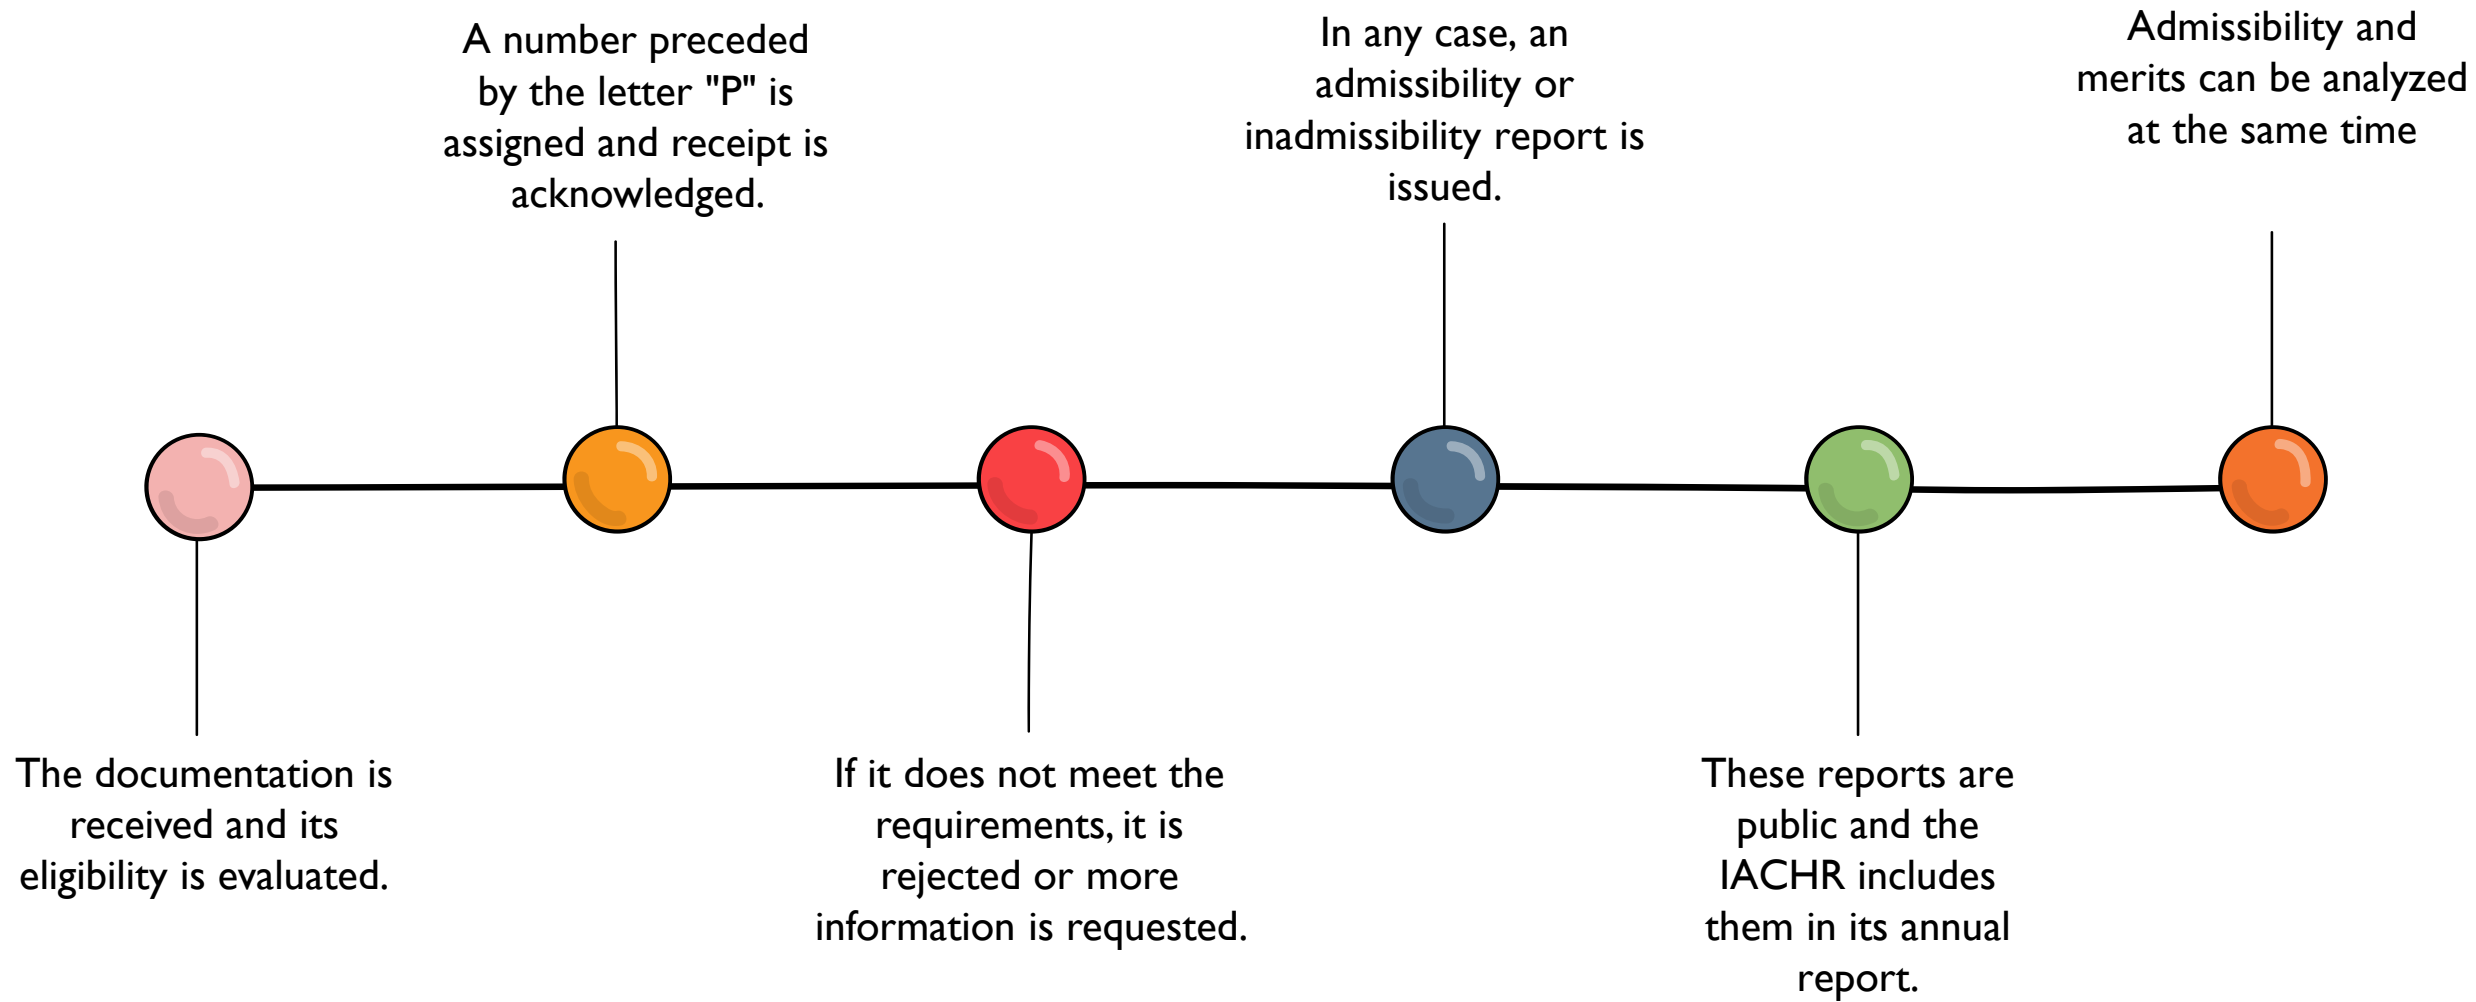 The documentation is
received and its
eligibility is evaluated.
A number preceded
by the letter "P" is
assigned and receipt is
acknowledged.
If it does not meet the
requirements, it is
rejected or more
information is requested.
In any case, an
admissibility or
inadmissibility report is
issued.
These reports are
public and the
IACHR includes
them in its annual
report.
Admissibility and
merits can be analyzed
at the same time